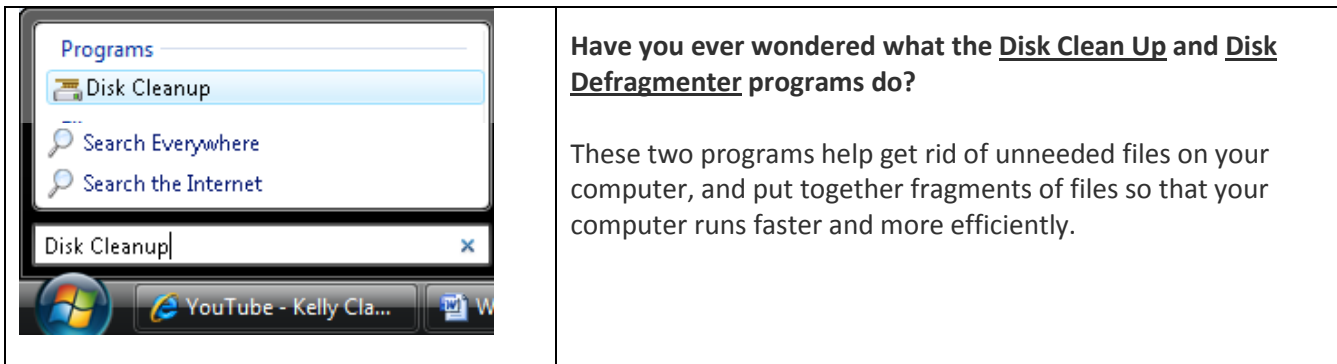 Programs
Disk Cleanup
Search Everywhere
Search the Internet
Disk Cleanup
YouTube - Kelly Cla...
W
Have you ever wondered what the Disk Clean Up and Disk
Defragmenter programs do?
These two programs help get rid of unneeded files on your
computer, and put together fragments of files so that your
computer runs faster and more efficiently.